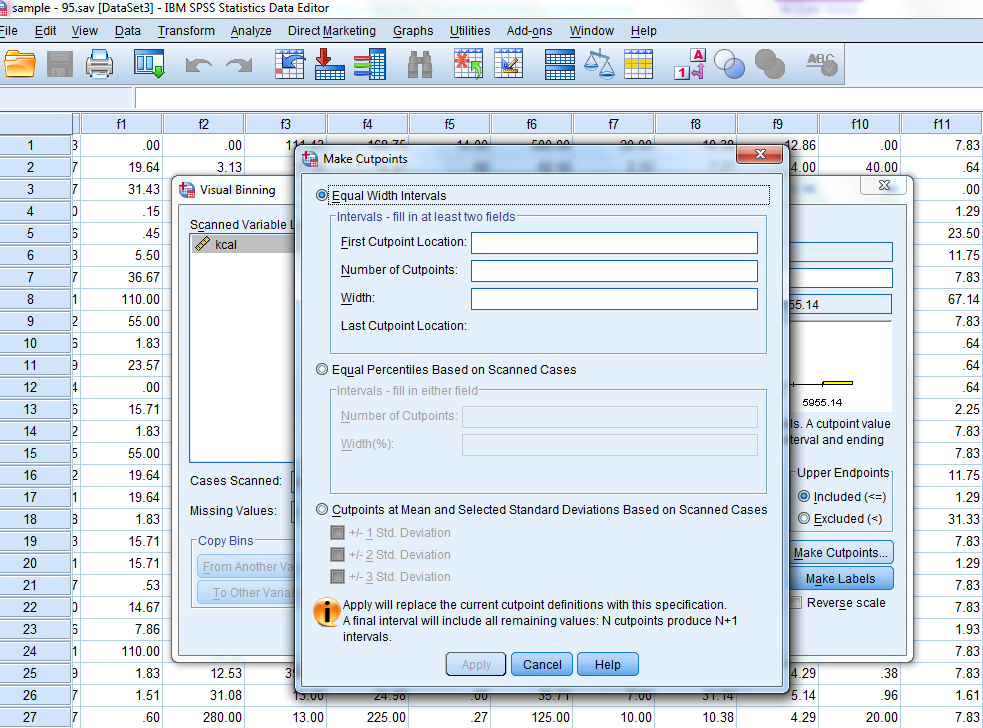 sample - 95.sav [DataSet3] - IBM SPSS Statistics Data Editor
File Edit View Data Transform Analyze Direct Marketing Graphs Utilities Add-ons Window Help
A
1
ABC
f1 f2 f3 f4 f5 f6 f7 f8 f9 f10 f11
1 3 .00 .00 12.86 .00 7.83
2 7 19.64 3.13 4.00 40.00 .64
3 7 31.43 .00
4 0 .15 1.29
5 6 .45 23.50
6 3 5.50 11.75
7 7 36.67 7.83
8 1 110.00 67.14
9 2 55.00 7.83
10 6 1.83 .64
11 9 23.57 .64
12 4 .00 .64
13 6 15.71 2.25
14 2 1.83 7.83
15 5 55.00 7.83
16 2 19.64 11.75
17 1 19.64 1.29
18 8 1.83 31.33
19 3 15.71 7.83
20 1 15.71 1.29
21 7 .53 7.83
22 0 14.67 7.83
23 6 7.86 1.93
24 1 110.00 7.83
25 9 1.83 12.53 4.29 .38 7.83
26 7 1.51 31.08 15.00 24.98 .00 35.71 7.00 31.14 5.14 .96 1.61
27 7 .60 280.00 13.00 225.00 .27 125.00 10.00 10.38 4.29 20.00 7.83
Visual Binning
Scanned Variable L
kcal
Cases Scanned:
Missing Values:
Copy Bins
From Another Va
To Other Varia
55.14
5955.14
ls. A cutpoint value
terval and ending
Upper Endpoints
Included (<=)
Excluded (<)
Make Cutpoints...
Make Labels
Reverse scale
Make Cutpoints
Equal Width Intervals
Intervals - fill in at least two fields
First Cutpoint Location:
Number of Cutpoints:
Width:
Last Cutpoint Location:
Equal Percentiles Based on Scanned Cases
Intervals - fill in either field
Number of Cutpoints:
Width(%):
Cutpoints at Mean and Selected Standard Deviations Based on Scanned Cases
+/- 1 Std. Deviation
+/- 2 Std. Deviation
+/- 3 Std. Deviation
Apply will replace the current cutpoint definitions with this specification.
A final interval will include all remaining values: N cutpoints produce N+1
intervals.
Apply Cancel Help